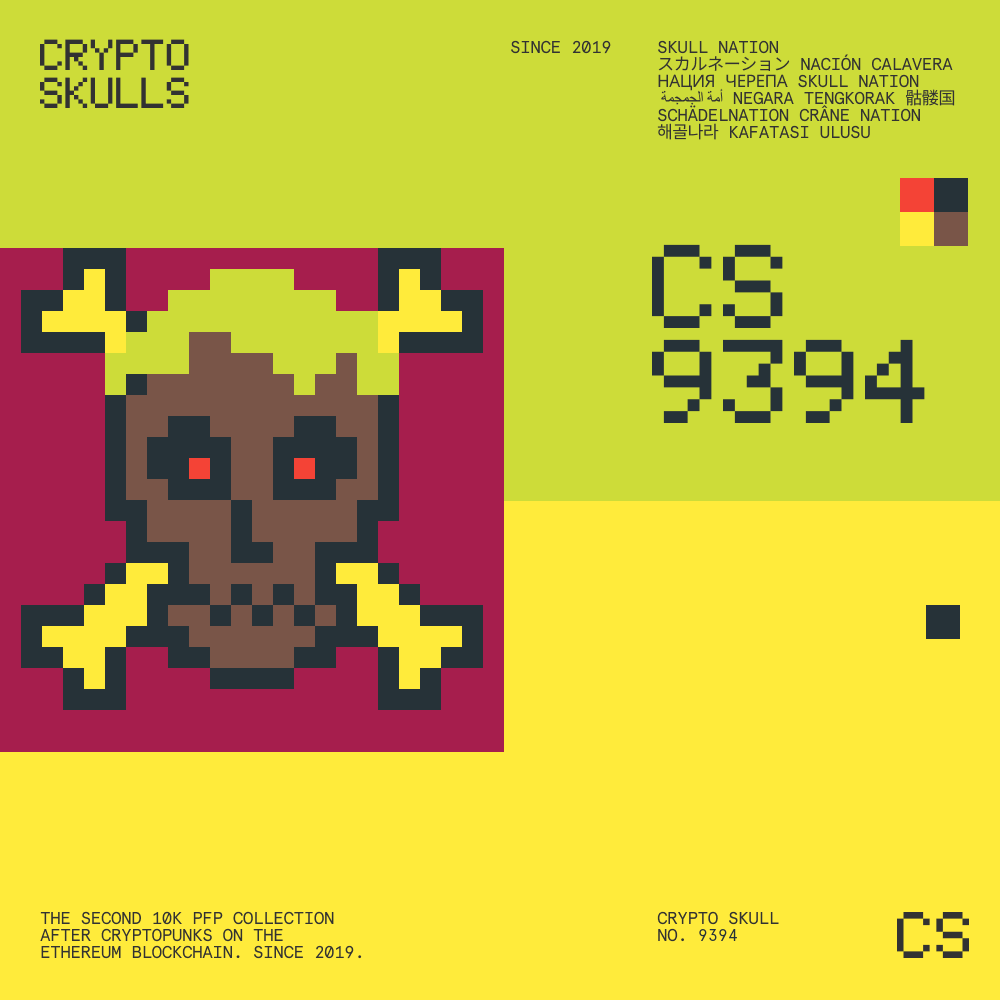 CRYPTO
SKULLS
SINCE 2019
SKULL NATION
スカルネーション NACIÓN CALAVERA
НАЦИЯ ЧЕРЕПА SKULL NATION
أمة الجمجمة NEGARA TENGKORAK 骷髅国
SCHÄDELNATION CRÂNE NATION
해골나라 KAFATASI ULUSU
CS
9394
THE SECOND 10K PFP COLLECTION
AFTER CRYPTOPUNKS ON THE
ETHEREUM BLOCKCHAIN. SINCE 2019.
CRYPTO SKULL
NO. 9394
CS